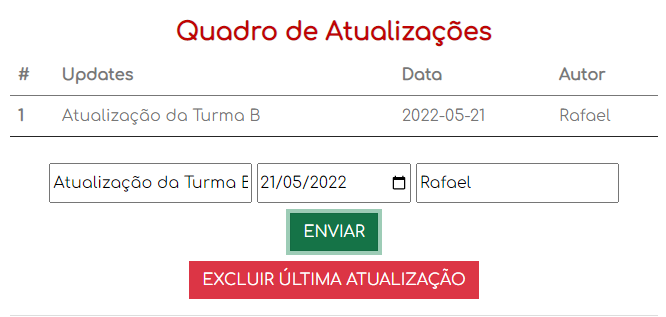 Quadro de Atualizações
# Updates Data Autor
1 Atualização da Turma B 2022-05-21 Rafael
Atualização da Turma B 21/05/2022 Rafael
ENVIAR
EXCLUIR ÚLTIMA ATUALIZAÇÃO